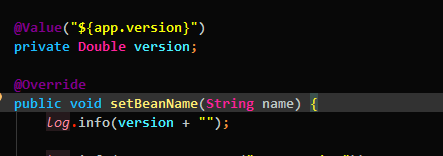 @Value("${app.version}")
private Double version;
@Override
public void setBeanName(String name) {
log.info(version + "");